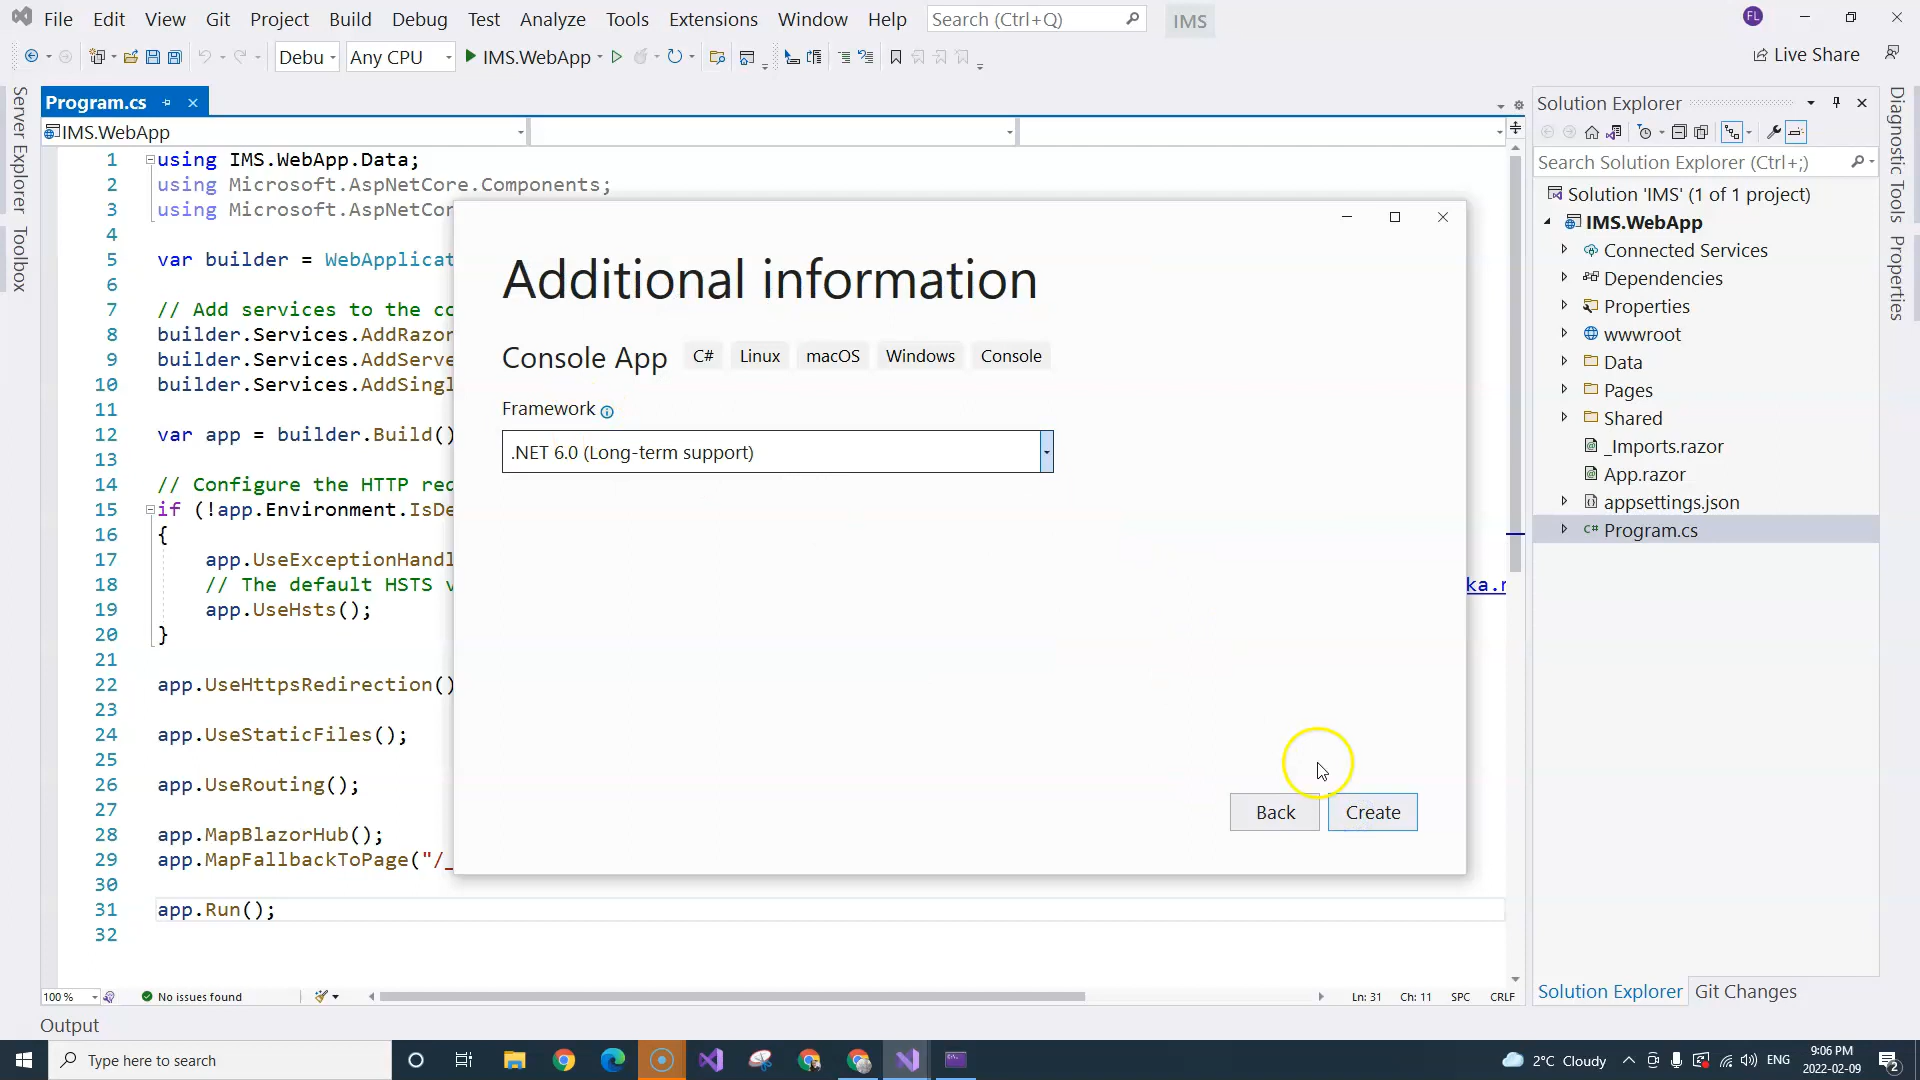 File Edit View Git Project Build Debug Test Analyze Tools Extensions Window Help Search (Ctrl+Q) IMS FL
Debu Any CPU IMS.WebApp Live Share
Server Explorer
Toolbox
Program.cs
IMS.WebApp
1 using IMS.WebApp.Data;
2 using Microsoft.AspNetCore.Components;
3 using Microsoft.AspNetCor
4
5 var builder = WebApplicat
6
7 // Add services to the co
8 builder.Services.AddRazor
9 builder.Services.AddServe
10 builder.Services.AddSingl
11
12 var app = builder.Build()
13
14 // Configure the HTTP rec
15 if (!app.Environment.IsDe
16 {
17 app.UseExceptionHandl
18 // The default HSTS v ka.r
19 app.UseHsts();
20 }
21
22 app.UseHttpsRedirection()
23
24 app.UseStaticFiles();
25
26 app.UseRouting();
27
28 app.MapBlazorHub();
29 app.MapFallbackToPage("/_
30
31 app.Run();
32
Additional information
Console App C# Linux macOS Windows Console
Framework
.NET 6.0 (Long-term support)
Back Create
Solution Explorer
Search Solution Explorer (Ctrl+;)
Solution 'IMS' (1 of 1 project)
IMS.WebApp
Connected Services
Dependencies
Properties
wwwroot
Data
Pages
Shared
_Imports.razor
App.razor
appsettings.json
C# Program.cs
Solution Explorer Git Changes
Diagnostic Tools
Properties
100 % No issues found Ln: 31 Ch: 11 SPC CRLF
Output
Type here to search 2°C Cloudy ENG 9:06 PM
2022-02-09 2